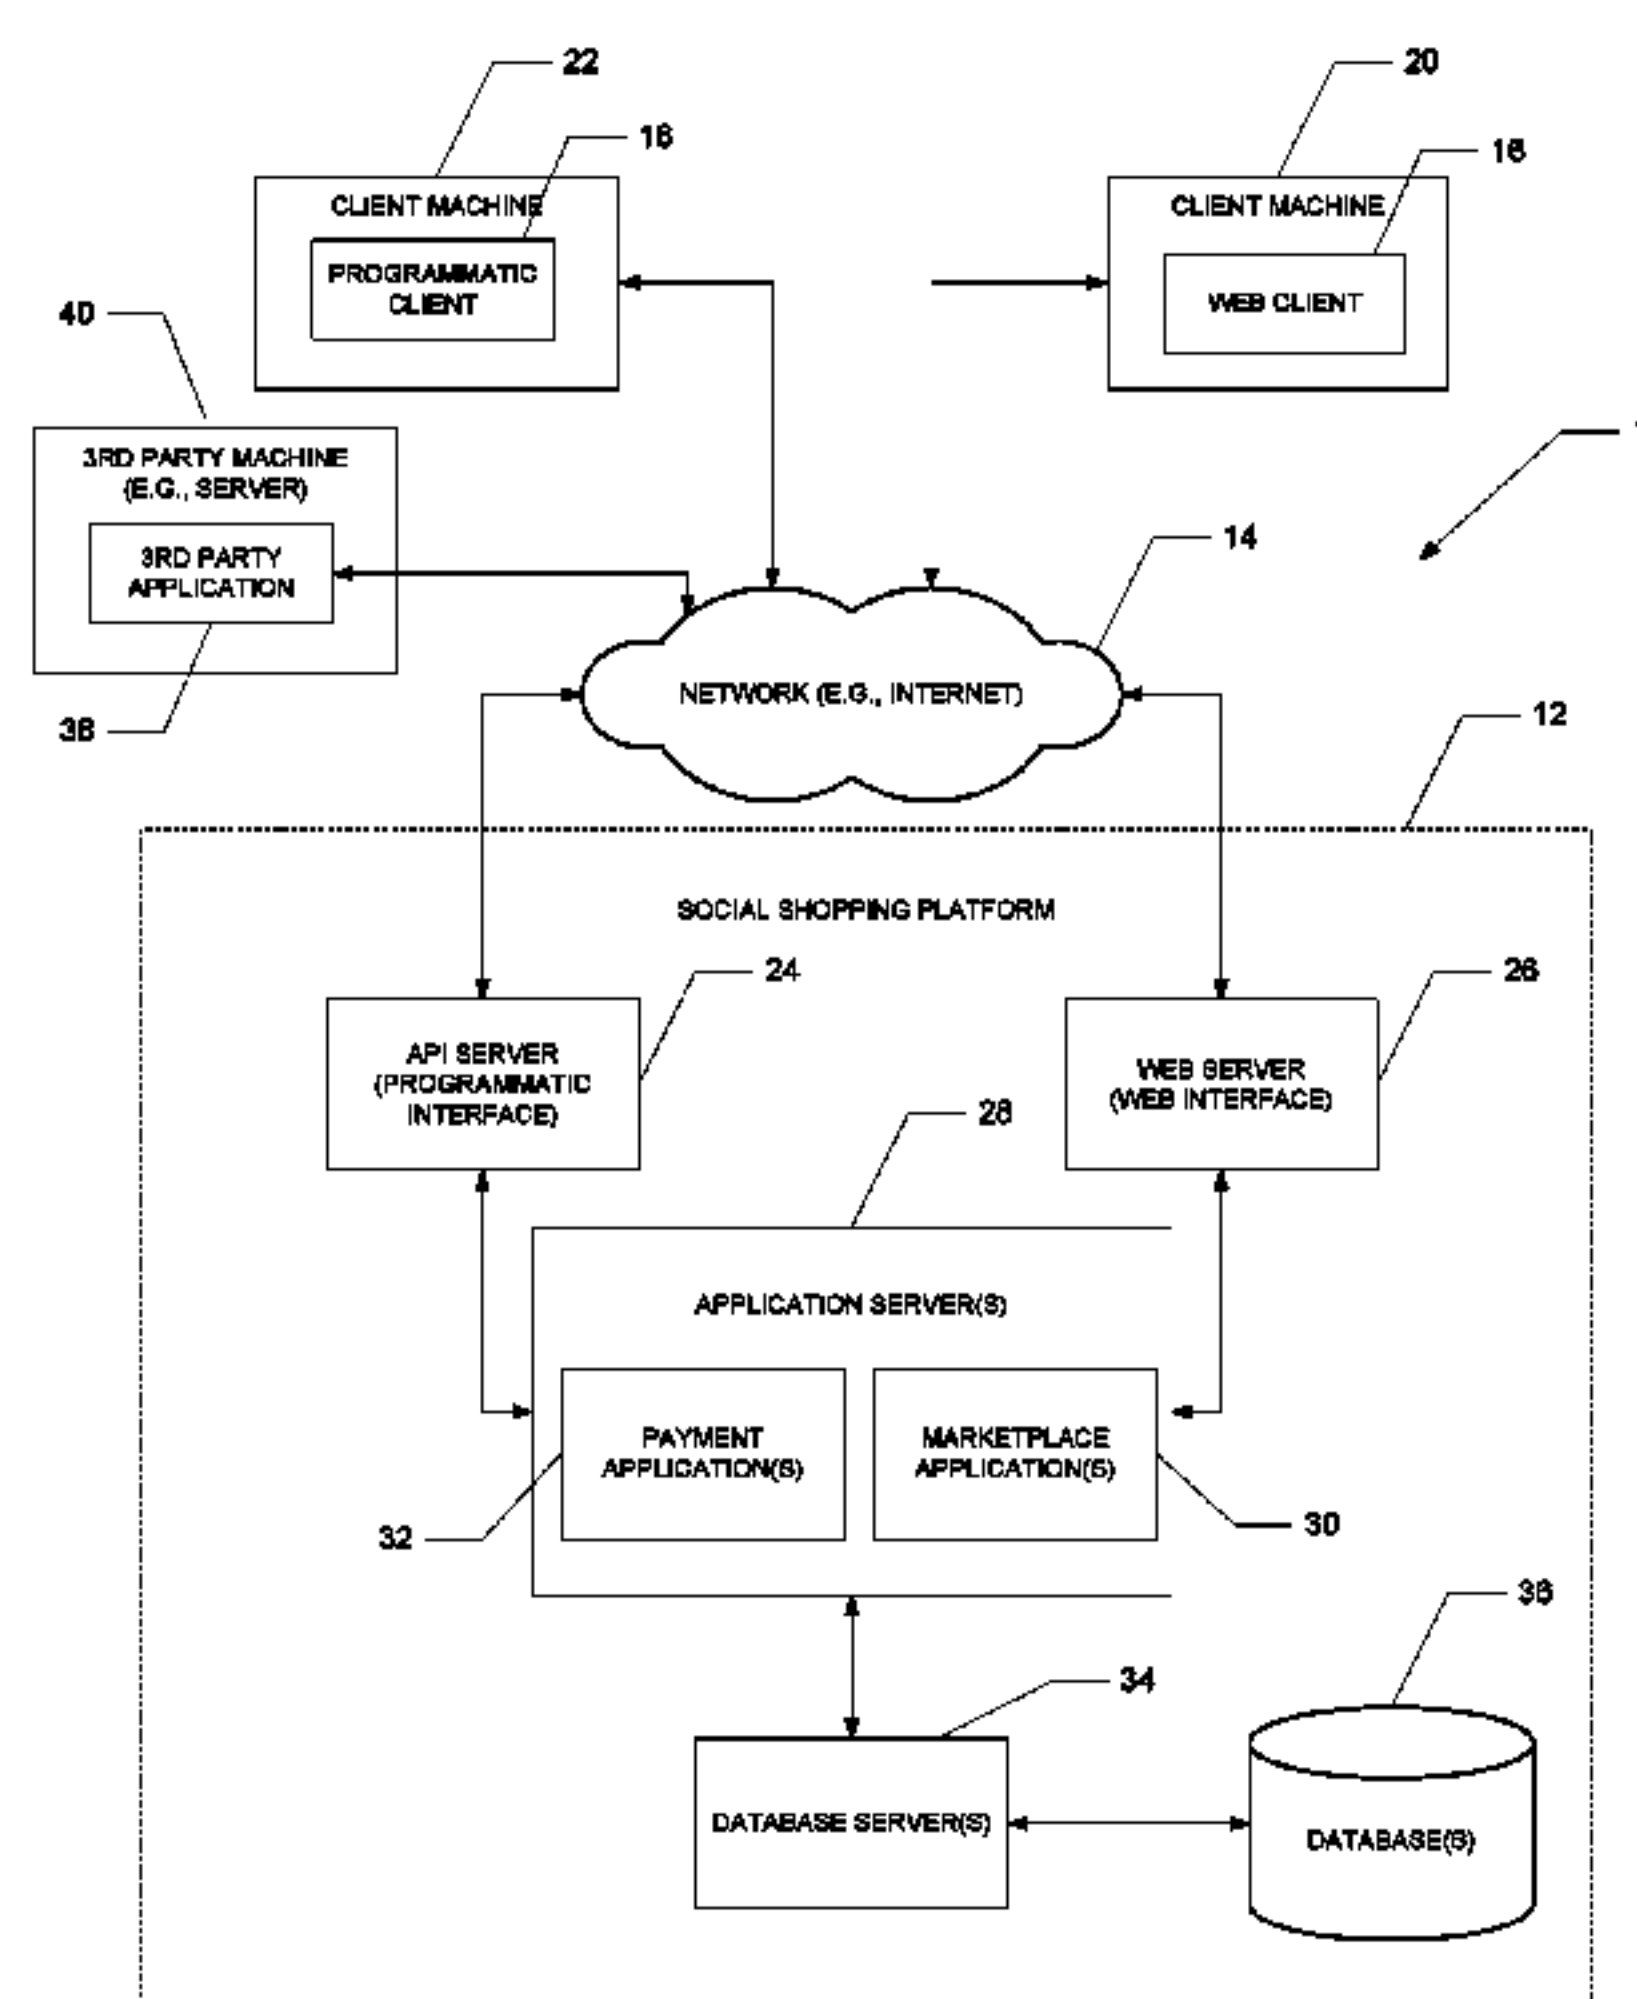 22
20
18
16
CLIENT MACHINE
CLIENT MACHINE
PROGRAMMATIC
CLIENT
WEB CLIENT
40
3RD PARTY MACHINE
(E.G., SERVER)
3RD PARTY
APPLICATION
14
NETWORK (E.G., INTERNET)
38
12
SOCIAL SHOPPING PLATFORM
24
26
API SERVER
(PROGRAMMATIC
INTERFACE)
WEB SERVER
(WEB INTERFACE)
28
APPLICATION SERVER(S)
PAYMENT
APPLICATION(S)
MARKETPLACE
APPLICATION(S)
32
30
36
34
DATABASE SERVER(S)
DATABASE(S)